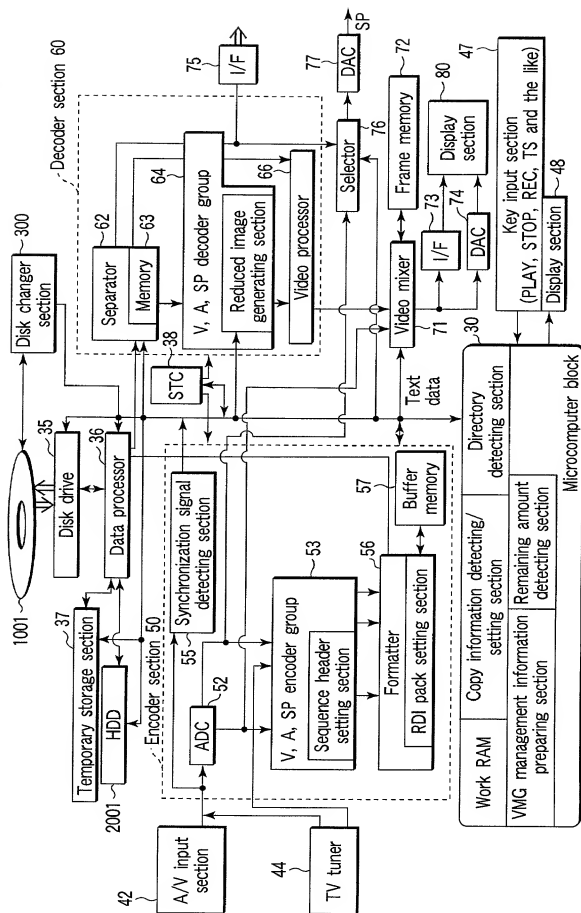 1001
300
Disk changer
section
35
Disk drive
36
Data processor
37
Temporary storage section
HDD
2001
38
STC
Decoder section 60
62
Separator
63
Memory
64
V, A, SP decoder group
Reduced image
generating section
66
Video processor
75
I/F
SP
DAC
77
Selector
76
72
Frame memory
Video mixer
71
73
I/F
74
DAC
Display
section
80
Encoder section 50
55
Synchronization signal
detecting section
ADC
52
V, A, SP encoder group
53
Sequence header
setting section
56
Formatter
RDI pack setting section
57
Buffer
memory
42
A/V input
section
44
TV tuner
Text data
47
Key input section
(PLAY, STOP, REC, TS and the like)
48
Display section
30
Work RAM
Copy information detecting/
setting section
Directory
detecting section
VMG management information
preparing section
Remaining amount
detecting section
Microcomputer block